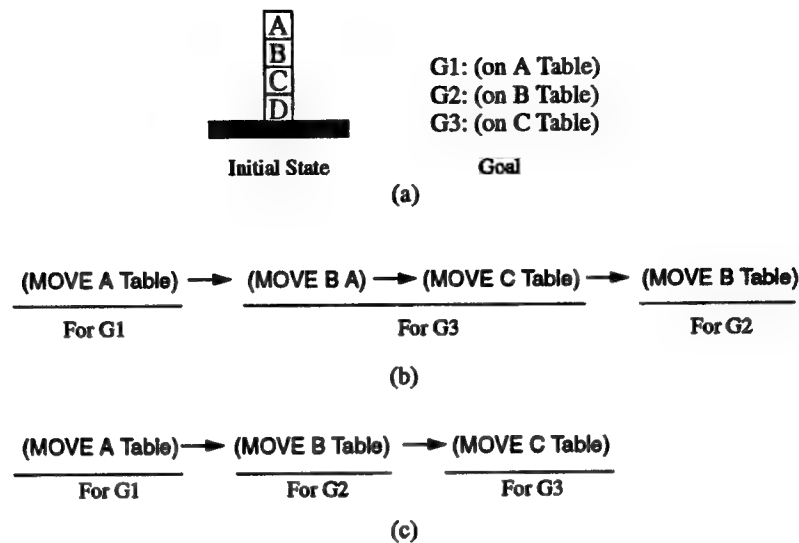 A
B
C
D
G1: (on A Table)
G2: (on B Table)
G3: (on C Table)
Initial State
Goal
(a)
(MOVE A Table) (MOVE B A) (MOVE C Table) (MOVE B Table)
For G1 For G3 For G2
(b)
(MOVE A Table) (MOVE B Table) (MOVE C Table)
For G1 For G2 For G3
(c)